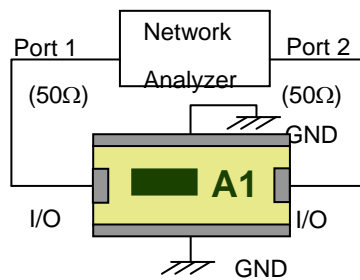 Network
Port 1
Port 2
Analyzer
(50Ω)
(50Ω)
GND
A1
I/O
I/O
GND